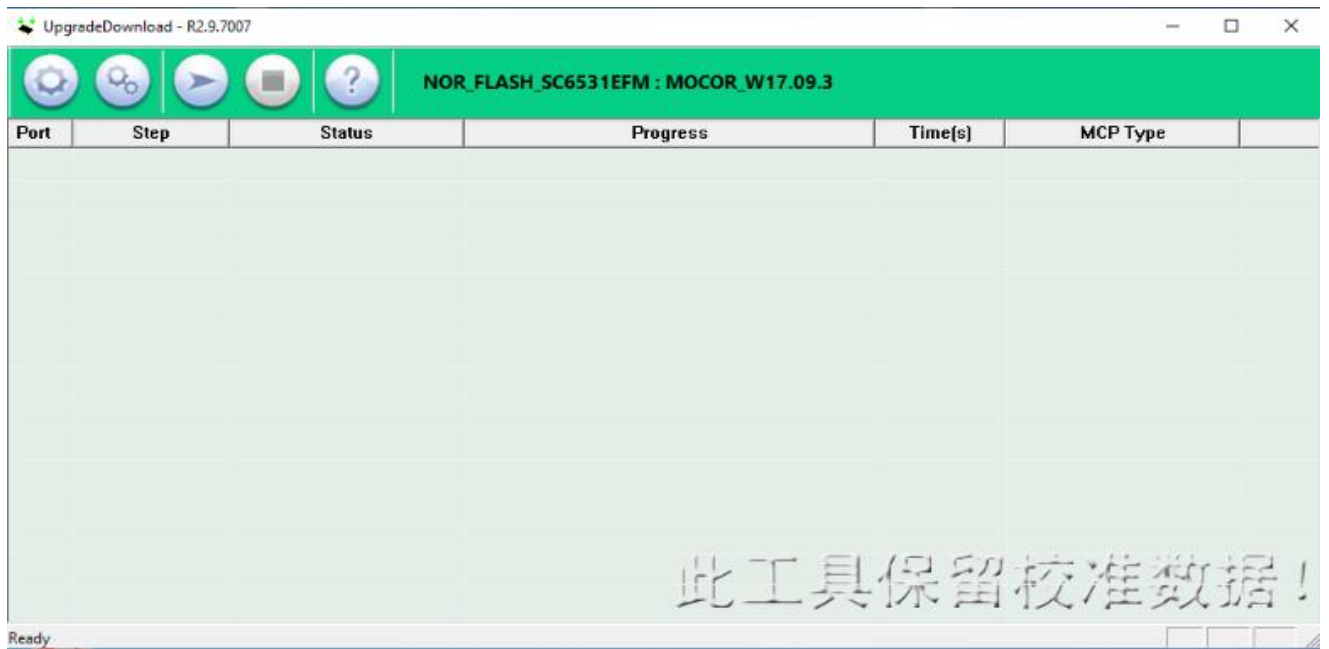 UpgradeDownload - R2.9.7007
?
NOR_FLASH_SC6531EFM : MOCOR_W17.09.3
Port Step Status Progress Time(s) MCP Type
此工具保留校准数据!
Ready